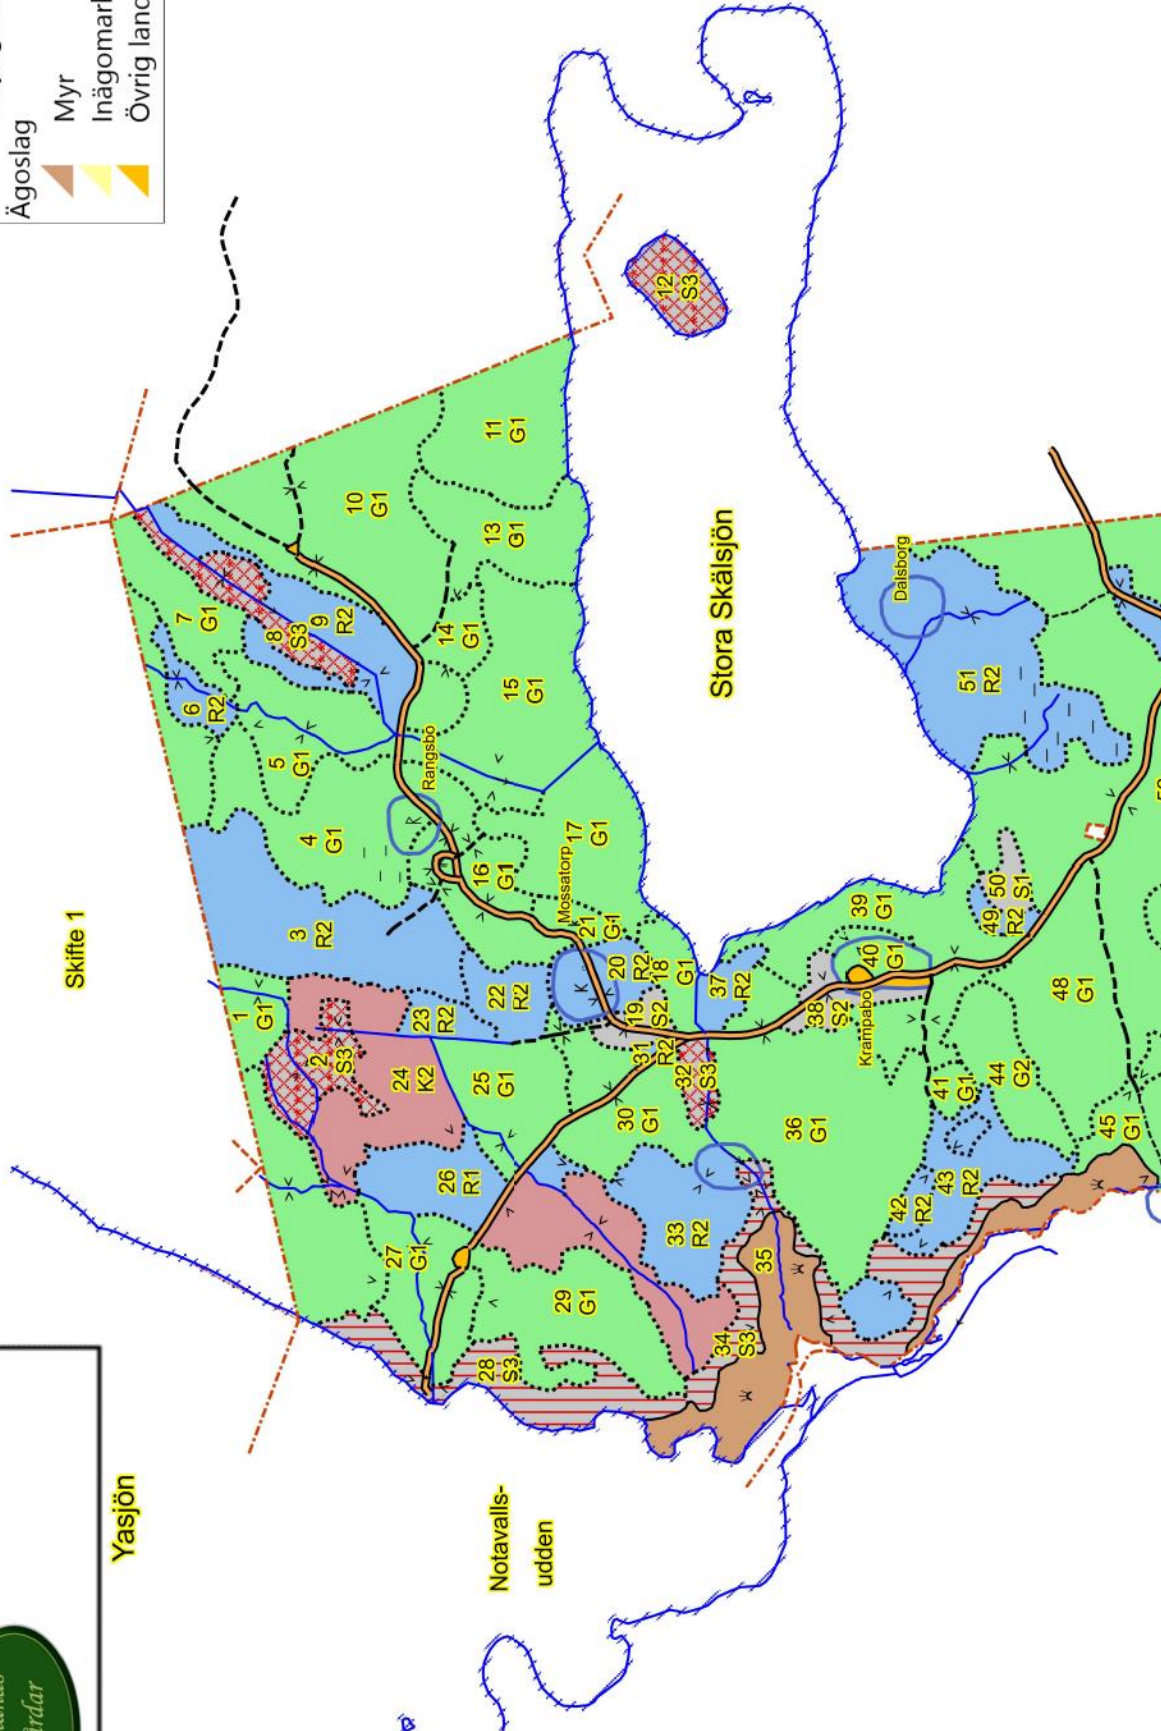 Ägoslag
Myr
Inägomark
Övrig land
Skifte 1
Yasjön
Notavalls-
udden
Stora Skälsjön
Rangsbo
Mossatorp
Krampabo
Dalsborg
1
G1
2
S3
3
R2
4
G1
5
G1
6
R2
7
G1
8
S3
9
R2
10
G1
11
G1
12
S3
13
G1
14
G1
15
G1
16
G1
17
G1
18
G1
19
S2
20
R2
21
G1
22
R2
23
R2
24
K2
25
G1
26
R1
27
G1
28
S3
29
G1
30
G1
31
R2
32
S3
33
R2
34
S3
35
36
G1
37
R2
38
S2
39
G1
40
G1
41
G1
42
R2
43
R2
44
G2
45
G1
48
G1
49
R2
50
S1
51
R2
K
R